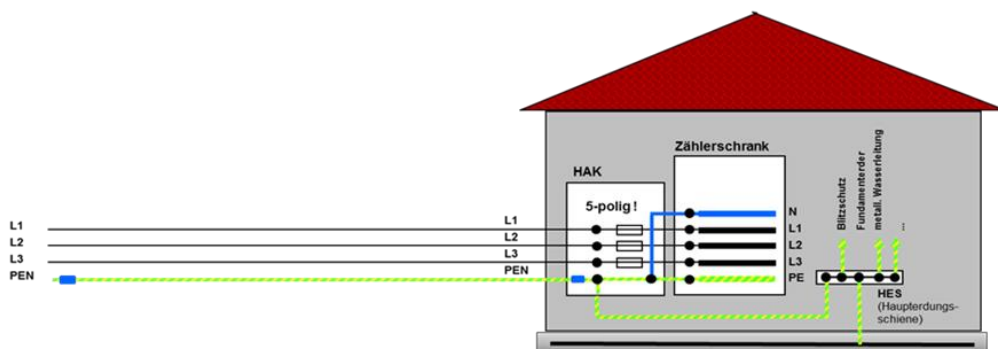 Zählerschrank
HAK
5-polig !
L1
L2
L3
PEN
L1
L2
L3
PEN
N
L1
L2
L3
PE
Blitzschutz
Fundamenterder
metall. Wasserleitung
...
HES
(Haupterdungs-
schiene)